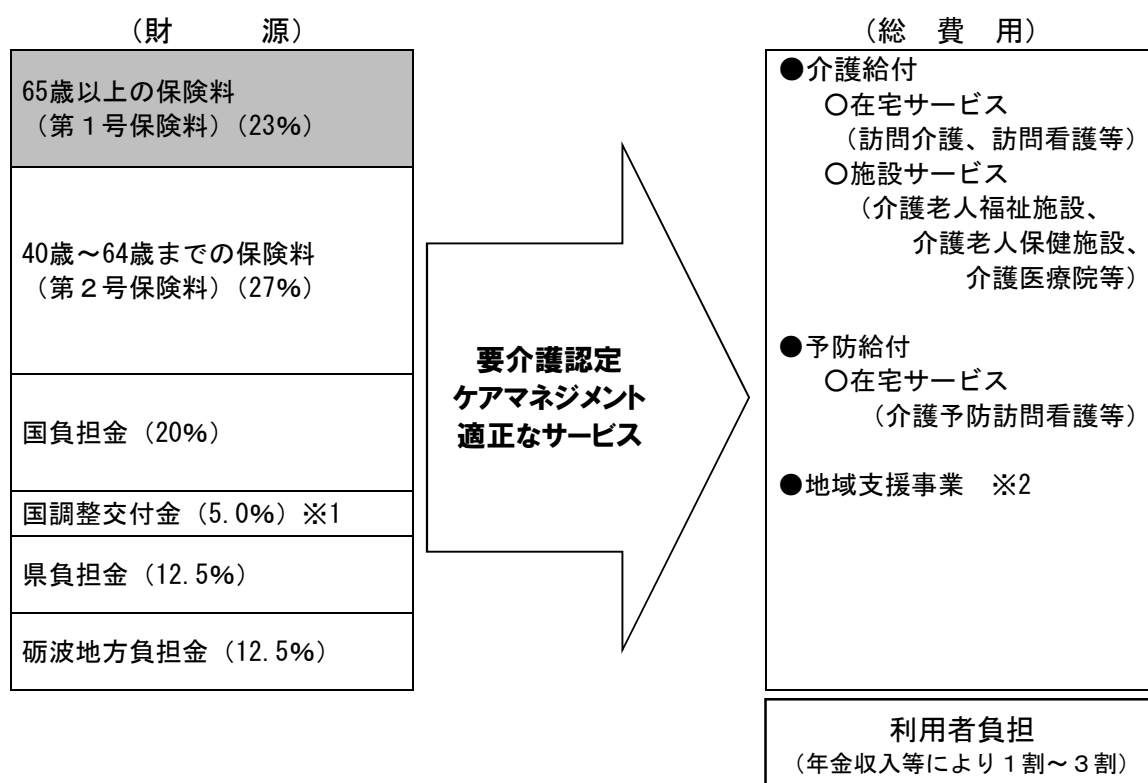 （財　　源）
65歳以上の保険料
（第１号保険料）(23%)
40歳～64歳までの保険料
（第２号保険料）(27%)
国負担金（20%）
国調整交付金（5.0%）※1
県負担金（12.5%）
砺波地方負担金（12.5%）
要介護認定
ケアマネジメント
適正なサービス
（総　費　用）
●介護給付
○在宅サービス
（訪問介護、訪問看護等）
○施設サービス
（介護老人福祉施設、
介護老人保健施設、
介護医療院等）
●予防給付
○在宅サービス
（介護予防訪問看護等）
●地域支援事業　※2
利用者負担
（年金収入等により１割～３割）